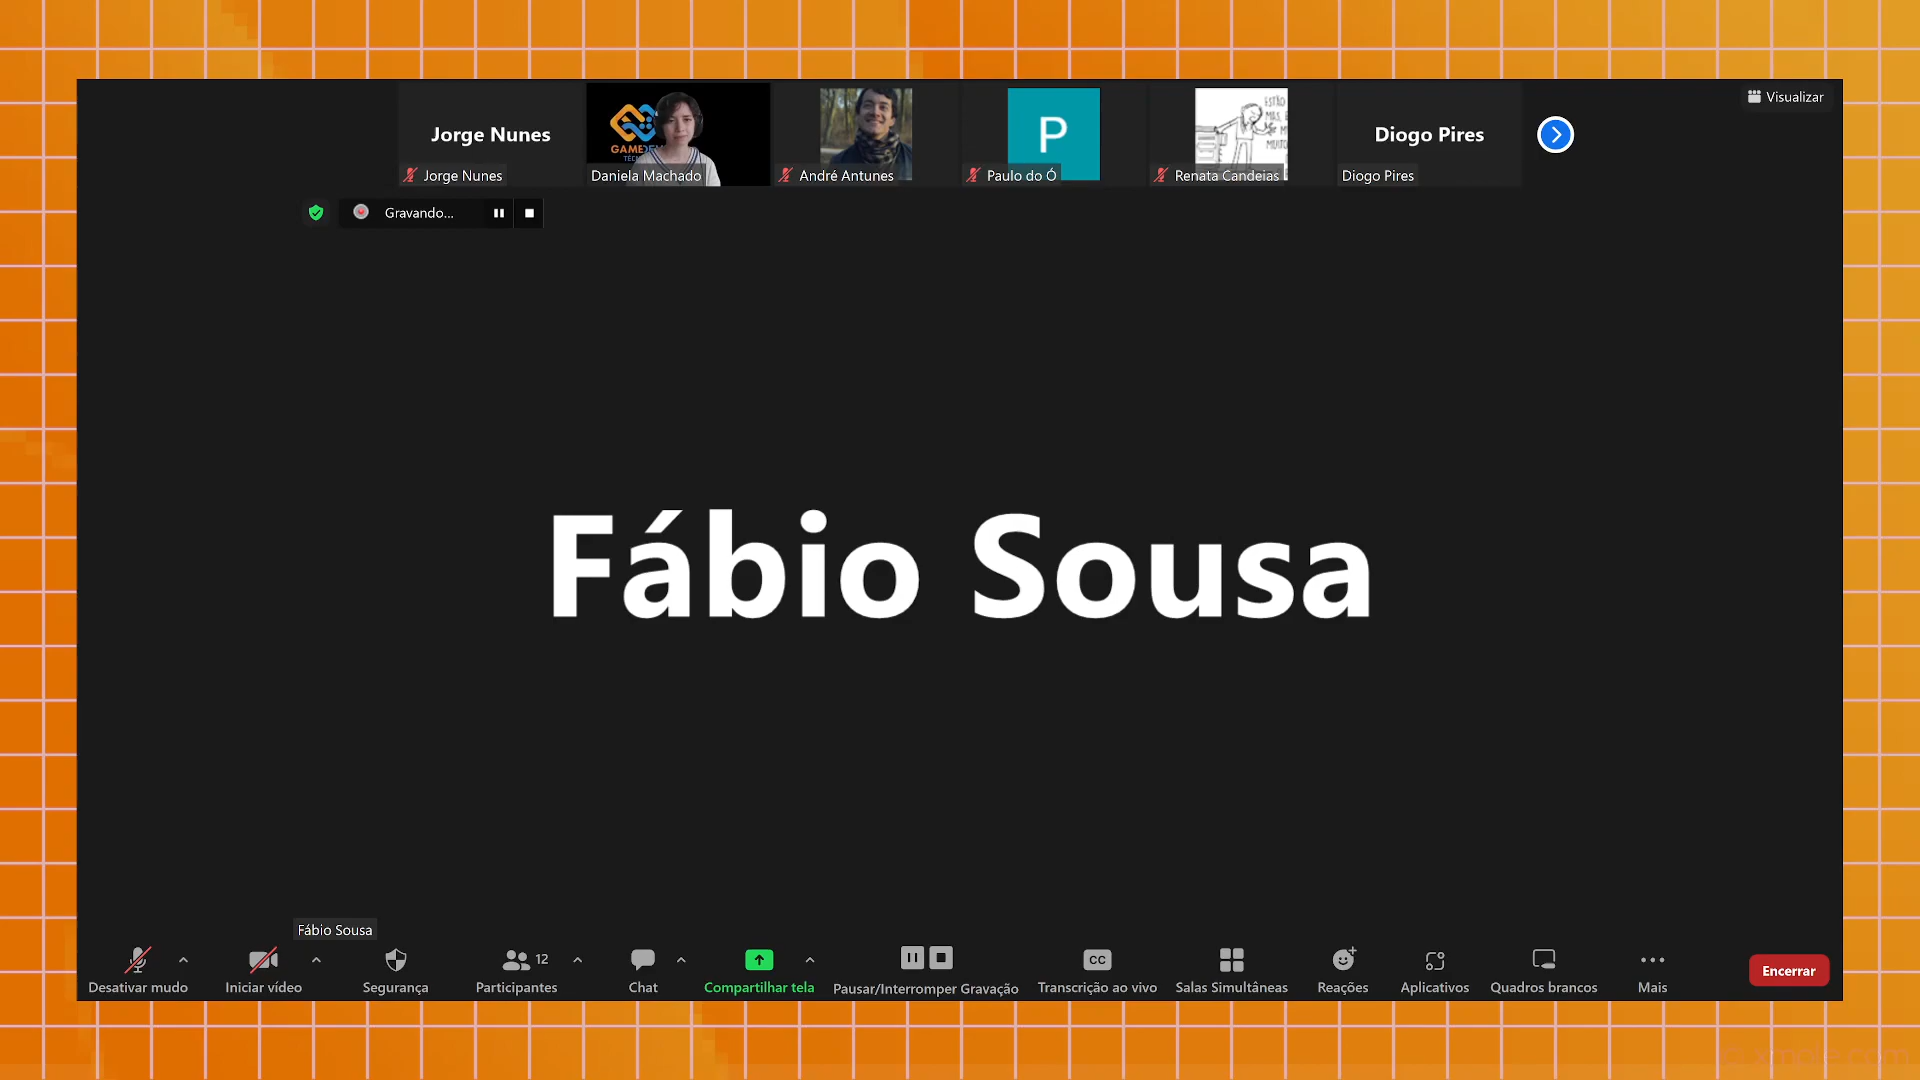 Visualizar
Jorge Nunes
Diogo Pires
P
GAMEDEV
Jorge Nunes
Daniela Machado
André Antunes
Paulo do Ó
Renata Candeias
Diogo Pires
Gravando...
Fábio Sousa
Fábio Sousa
12
CC
Desativar mudo
Iniciar vídeo
Segurança
Participantes
Chat
Compartilhar tela
Pausar/Interromper Gravação
Transcrição ao vivo
Salas Simultâneas
Reações
Aplicativos
Quadros brancos
Mais
Encerrar